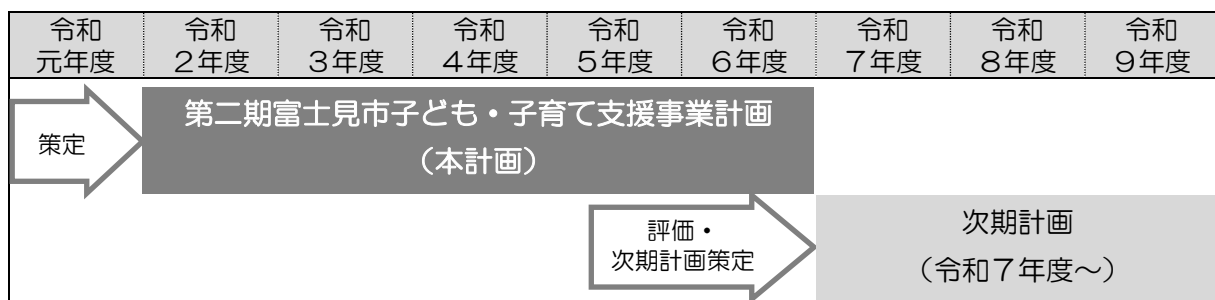 令和 令和 令和 令和 令和 令和 令和 令和 令和
元年度 ２年度 ３年度 ４年度 ５年度 ６年度 ７年度 ８年度 ９年度
第二期富士見市子ども・子育て支援事業計画
策定
（本計画）
評価・
次期計画策定
次期計画
（令和７年度～）